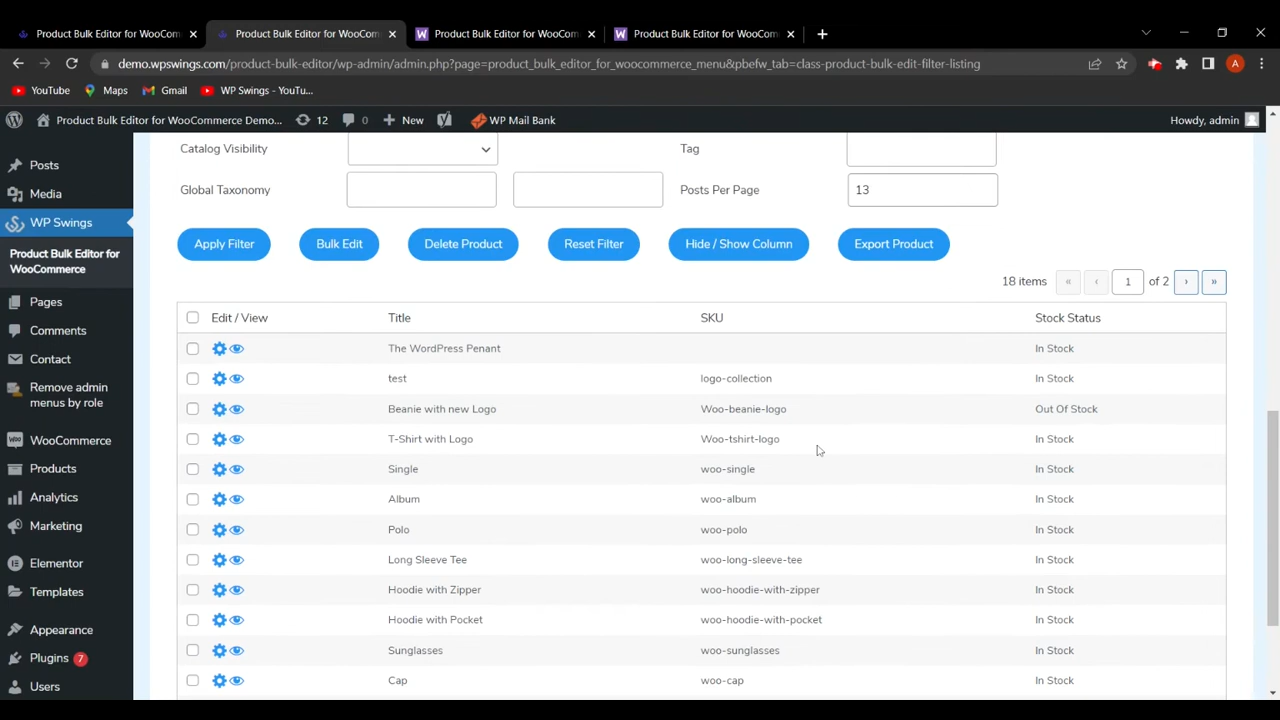 Product Bulk Editor for WooCom
Product Bulk Editor for WooCom
Product Bulk Editor for WooCom
Product Bulk Editor for WooCom
demo.wpswings.com/product-bulk-editor/wp-admin/admin.php?page=product_bulk_editor_for_woocommerce_menu&pbefw_tab=class-product-bulk-edit-filter-listing
A
YouTube Maps Gmail WP Swings - YouTu...
Product Bulk Editor for WooCommerce Demo... 12 0 New WP Mail Bank Howdy, admin
Posts
Media
WP Swings
Product Bulk Editor for
WooCommerce
Pages
Comments
Contact
Remove admin
menus by role
WooCommerce
Products
Analytics
Marketing
Elementor
Templates
Appearance
Plugins 7
Users
Catalog Visibility Tag
Global Taxonomy Posts Per Page 13
Apply Filter Bulk Edit Delete Product Reset Filter Hide / Show Column Export Product
18 items « ‹ 1 of 2 › »
Edit / View Title SKU Stock Status
The WordPress Penant In Stock
test logo-collection In Stock
Beanie with new Logo Woo-beanie-logo Out Of Stock
T-Shirt with Logo Woo-tshirt-logo In Stock
Single woo-single In Stock
Album woo-album In Stock
Polo woo-polo In Stock
Long Sleeve Tee woo-long-sleeve-tee In Stock
Hoodie with Zipper woo-hoodie-with-zipper In Stock
Hoodie with Pocket woo-hoodie-with-pocket In Stock
Sunglasses woo-sunglasses In Stock
Cap woo-cap In Stock